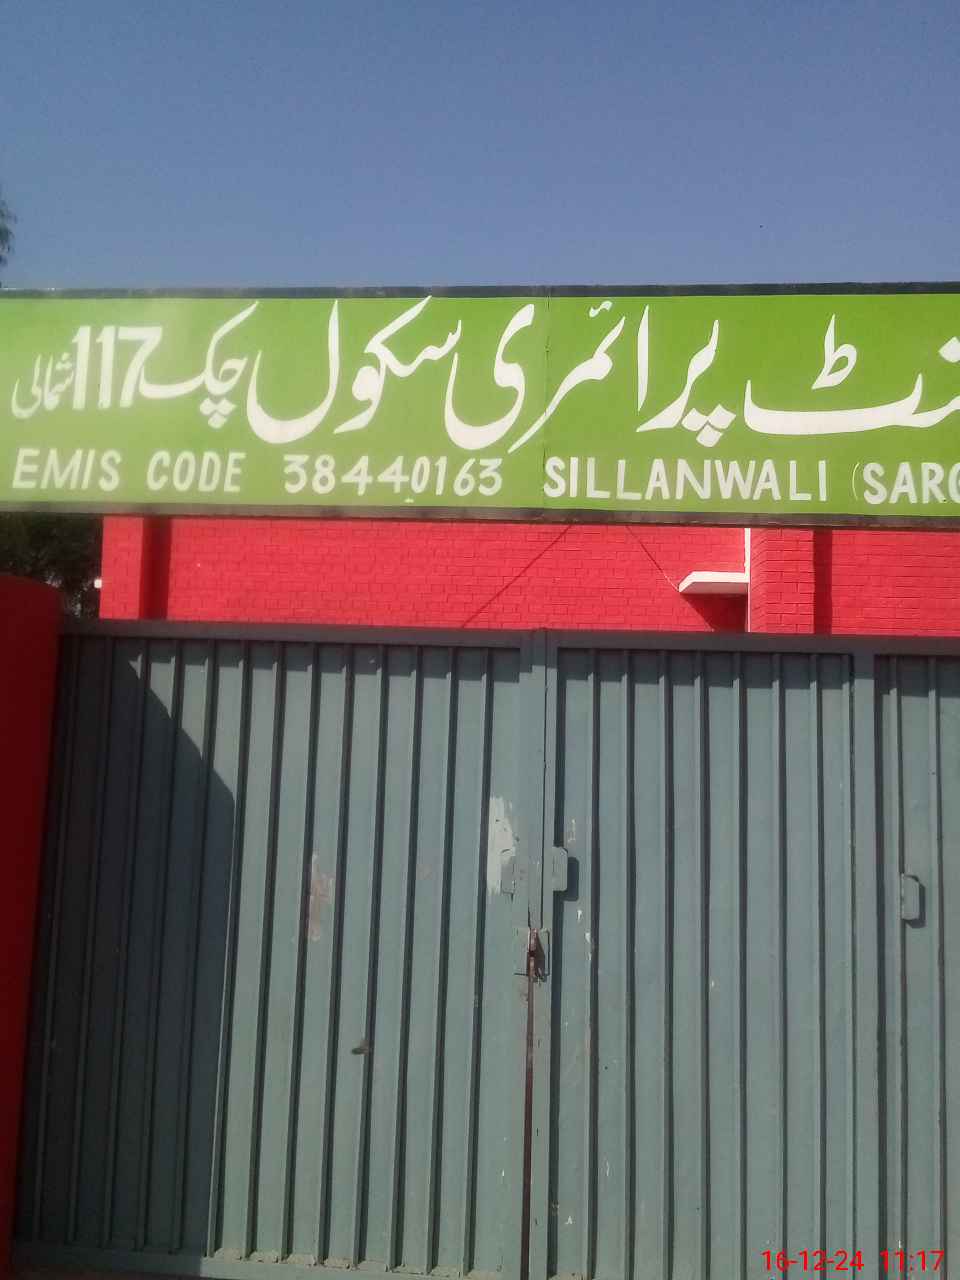 نٹ پرائمری سکول چک 117 شمالی
EMIS CODE 38440163 SILLANWALI (SARG
16-12-24 11:17